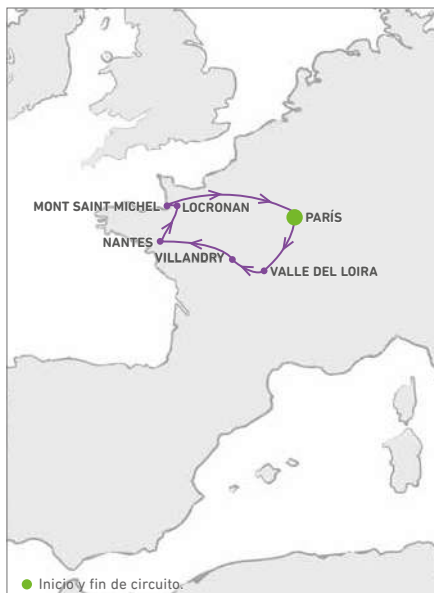 MONT SAINT MICHEL LOCRONAN
PARÍS
NANTES
VILLANDRY
VALLE DEL LOIRA
Inicio y fin de circuito.